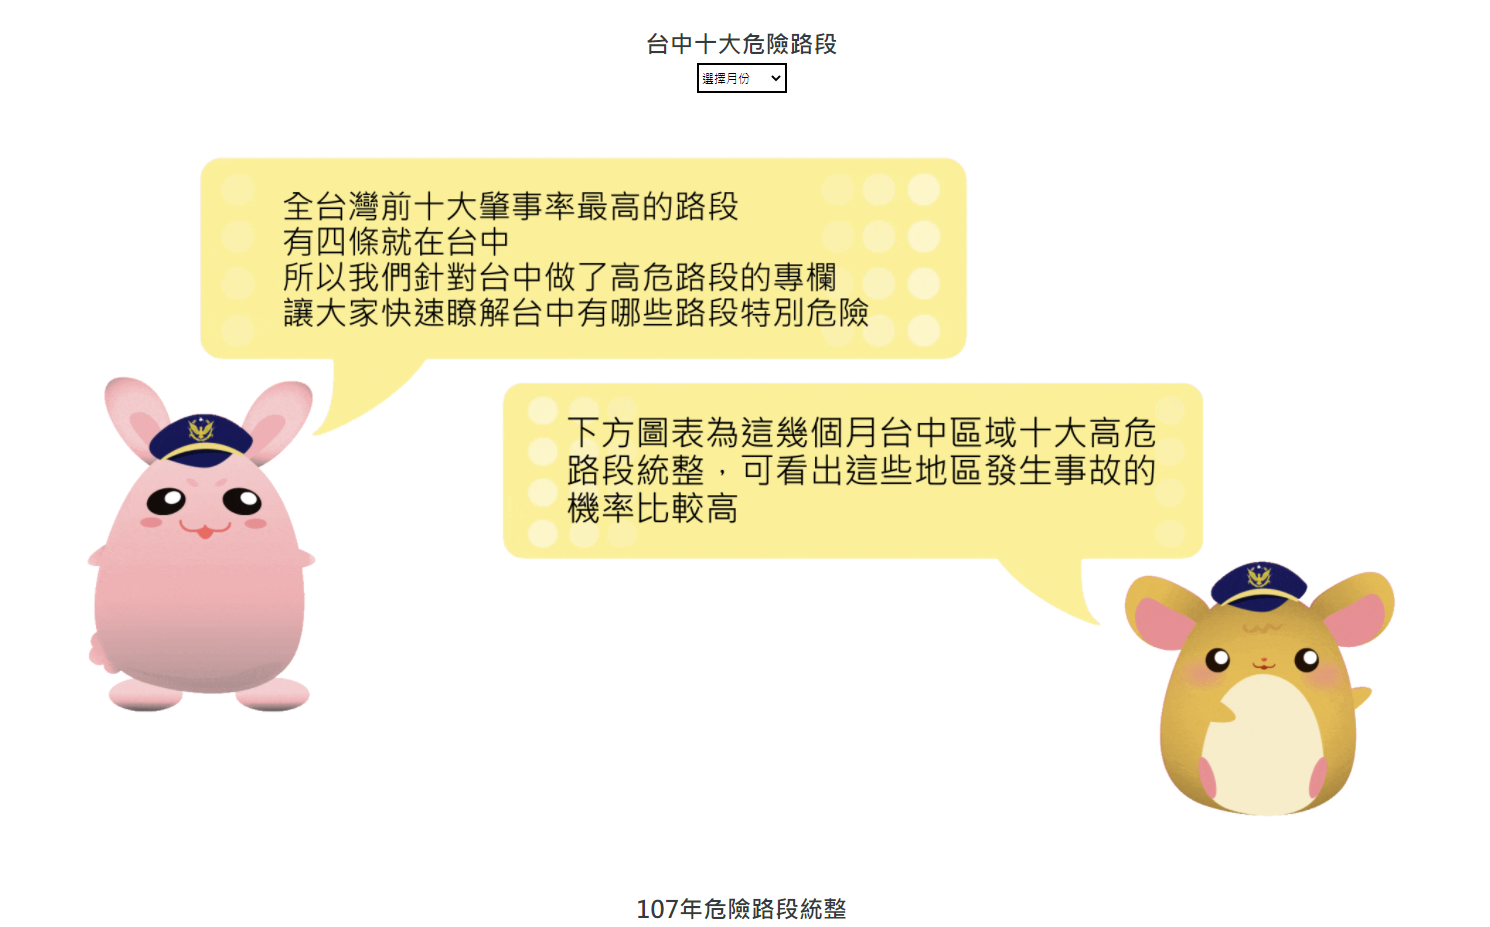 台中十大危險路段
選擇月份
全台灣前十大肇事率最高的路段
有四條就在台中
所以我們針對台中做了高危路段的專欄
讓大家快速瞭解台中有哪些路段特別危險
下方圖表為這幾個月台中區域十大高危
路段統整，可看出這些地區發生事故的
機率比較高
107年危險路段統整